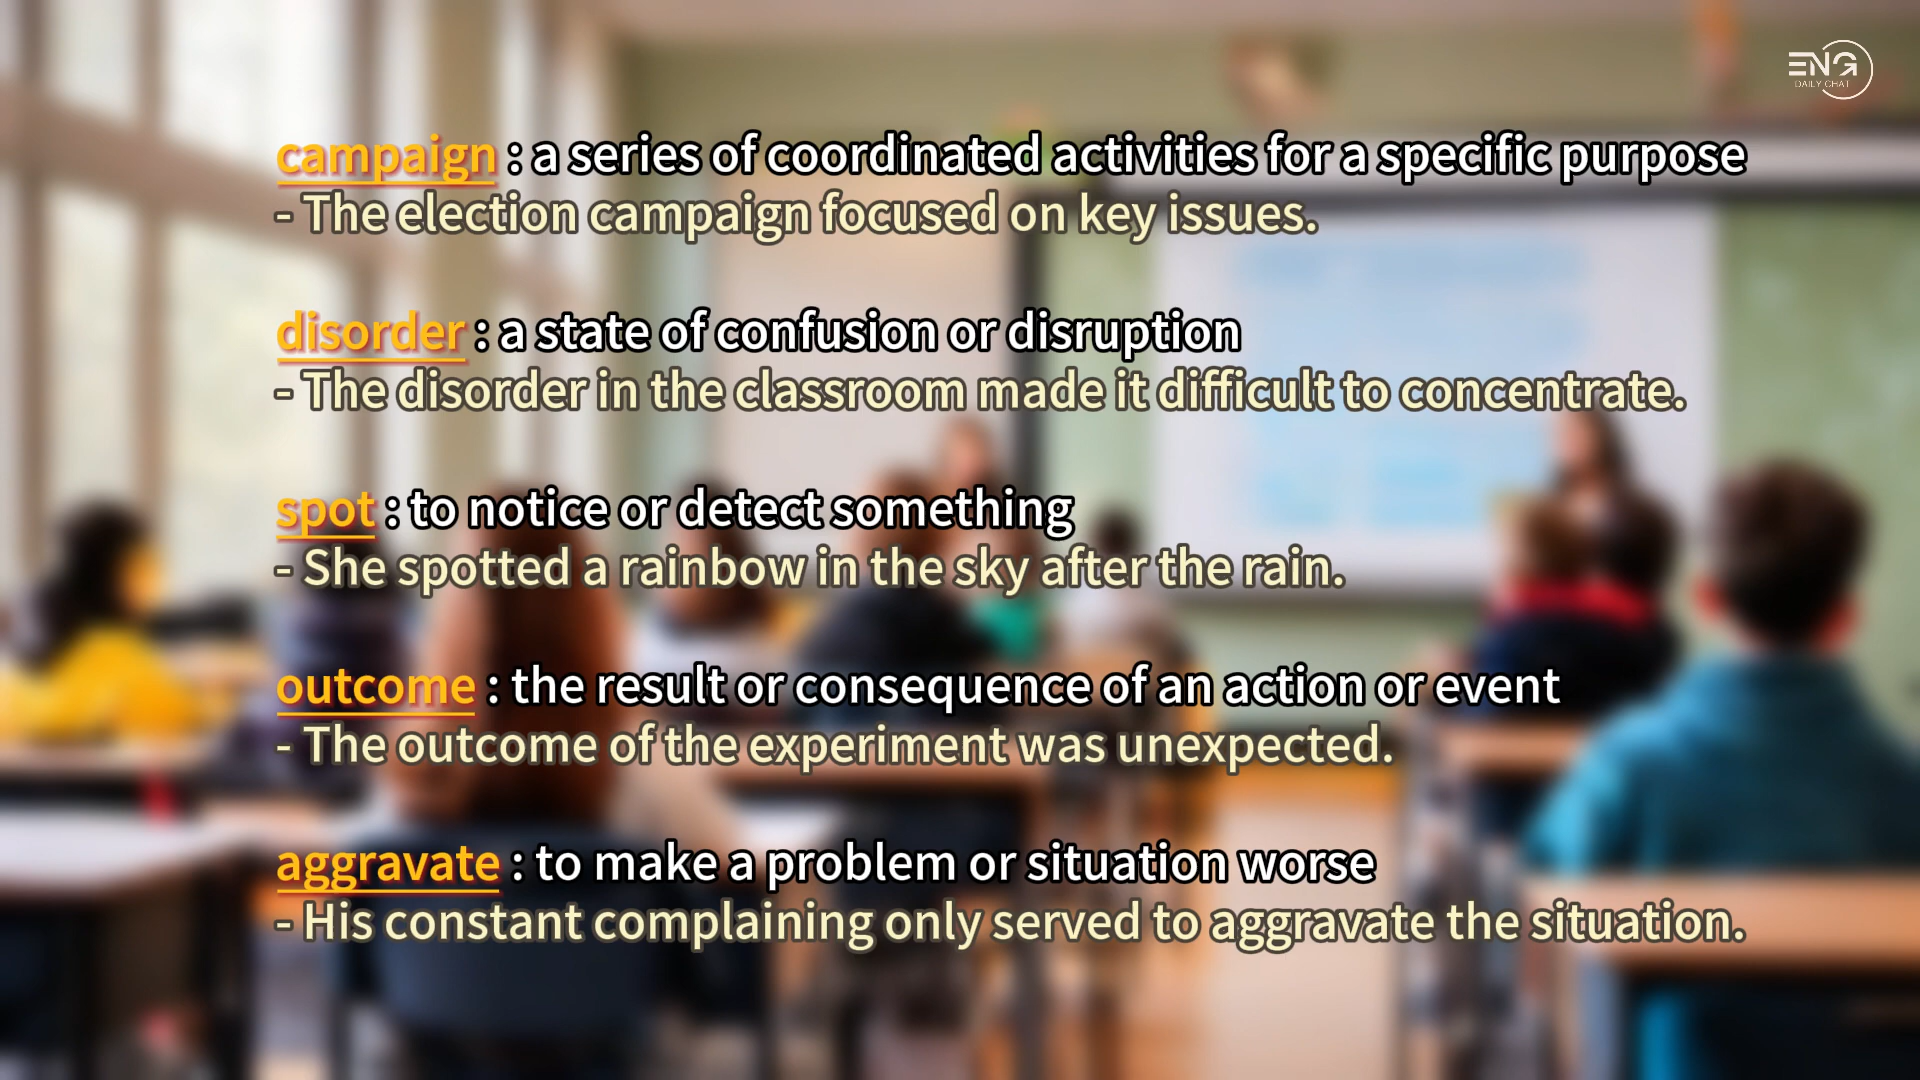 ENG
DAILY CHAT
campaign : a series of coordinated activities for a specific purpose
- The election campaign focused on key issues.
disorder : a state of confusion or disruption
- The disorder in the classroom made it difficult to concentrate.
spot : to notice or detect something
- She spotted a rainbow in the sky after the rain.
outcome : the result or consequence of an action or event
- The outcome of the experiment was unexpected.
aggravate : to make a problem or situation worse
- His constant complaining only served to aggravate the situation.